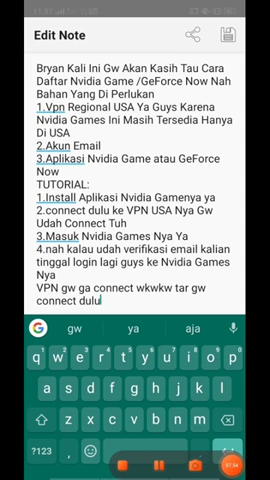 11.37
Edit Note
Bryan Kali Ini Gw Akan Kasih Tau Cara
Daftar Nvidia Game /GeForce Now Nah
Bahan Yang Di Perlukan
1.Vpn Regional USA Ya Guys Karena
Nvidia Games Ini Masih Tersedia Hanya
Di USA
2.Akun Email
3.Aplikasi Nvidia Game atau GeForce
Now
TUTORIAL:
1.Install Aplikasi Nvidia Gamenya ya
2.connect dulu ke VPN USA Nya Gw
Udah Connect Tuh
3.Masuk Nvidia Games Nya Ya
4.nah kalau udah verifikasi email kalian
tinggal login lagi guys ke Nvidia Games
Nya
VPN gw ga connect wkwkw tar gw
connect dulu
G gw ya aja
q w e r t y u i o p
a s d f g h j k l
z x c v b n m
?123 , .